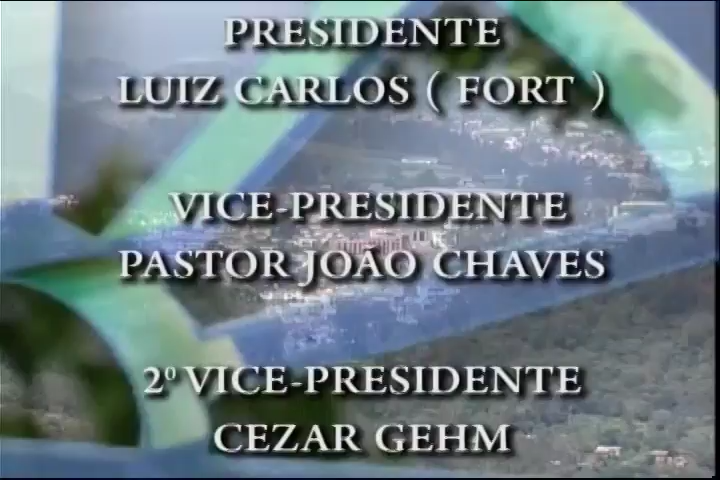 PRESIDENTE
LUIZ CARLOS ( FORT )
VICE-PRESIDENTE
PASTOR JOÃO CHAVES
2º VICE-PRESIDENTE
CEZAR GEHM